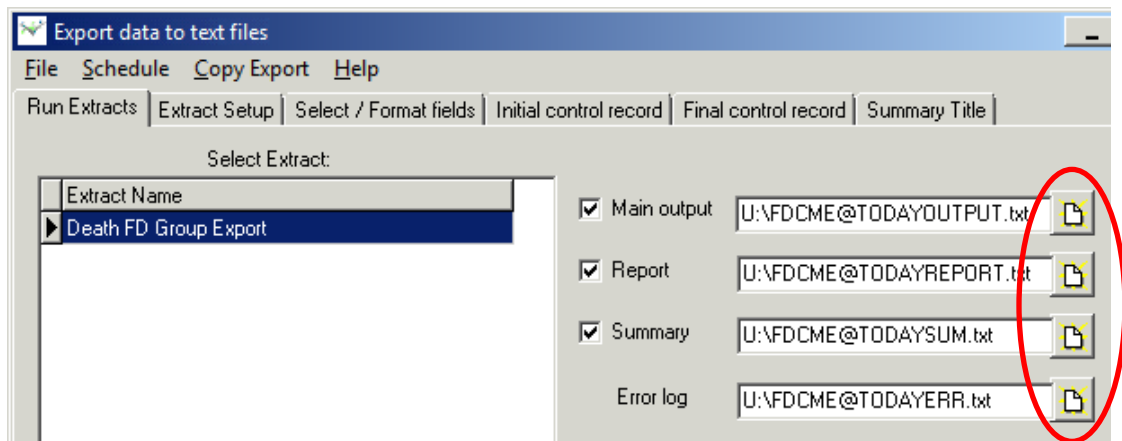 Export data to text files
File Schedule Copy Export Help
Run Extracts Extract Setup Select / Format fields Initial control record Final control record Summary Title
Select Extract:
Extract Name
Death FD Group Export
Main output U:\FDCME@TODAYOUTPUT.txt
Report U:\FDCME@TODAYREPORT.txt
Summary U:\FDCME@TODAYSUM.txt
Error log U:\FDCME@TODAYERR.txt